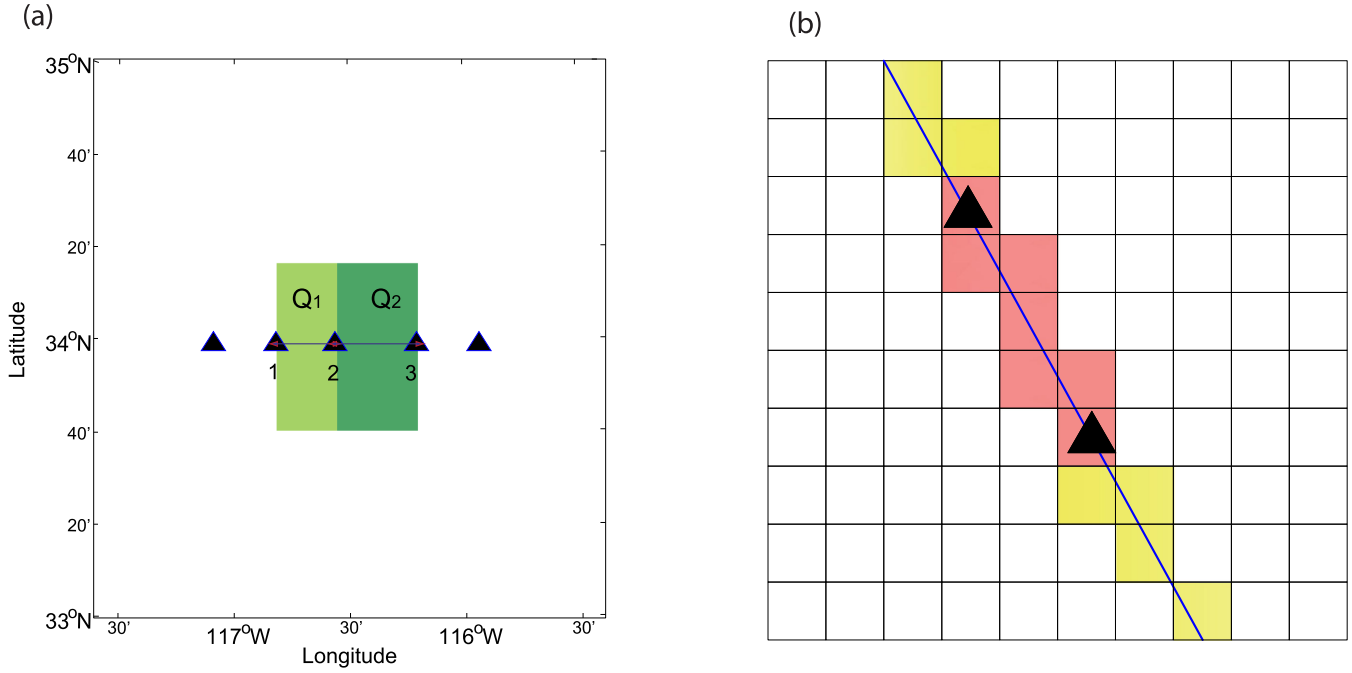 (a)
(b)
35°N
40'
20'
34°N
40'
20'
33°N
Latitude
Q1
Q2
1
2
3
30'
117°W
30'
116°W
30'
Longitude